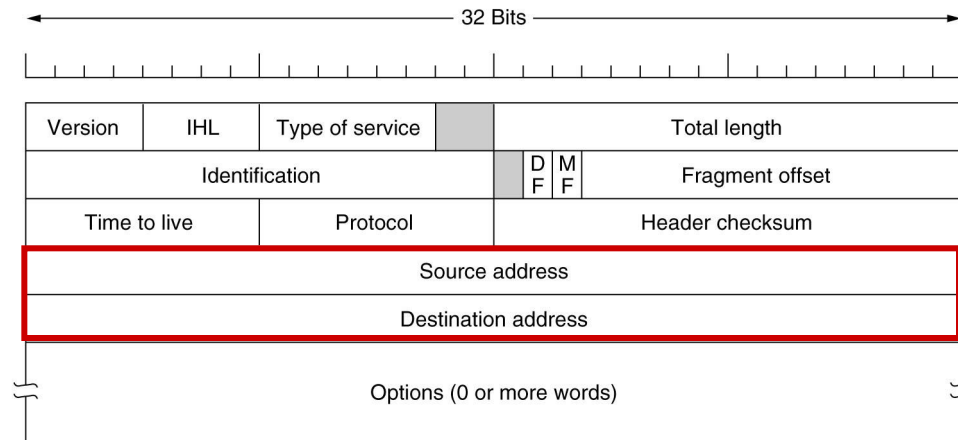 32 Bits
Version IHL Type of service Total length
Identification D F M F Fragment offset
Time to live Protocol Header checksum
Source address
Destination address
Options (0 or more words)